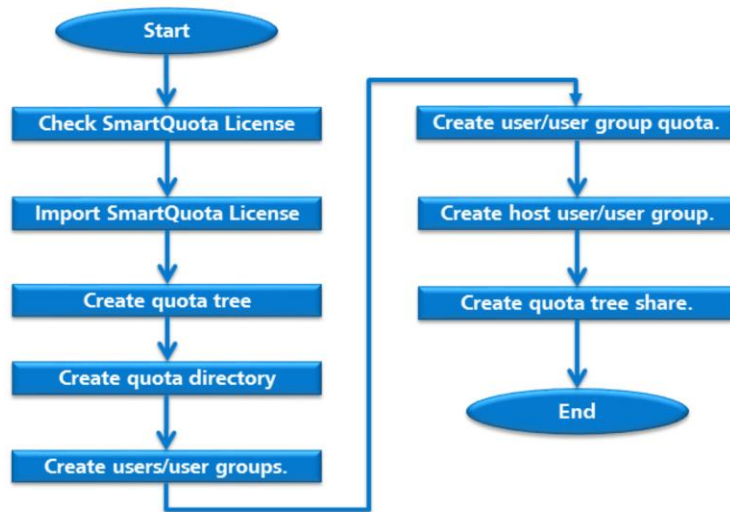 Start
Check SmartQuota License
Import SmartQuota License
Create quota tree
Create quota directory
Create users/user groups.
Create user/user group quota.
Create host user/user group.
Create quota tree share.
End